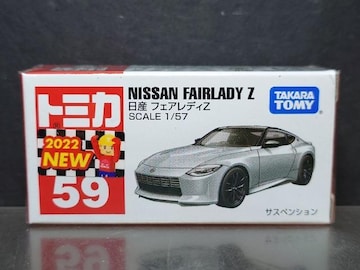 トミカ
2022
NEW
59
NISSAN FAIRLADY Z
日産 フェアレディZ
SCALE 1/57
TAKARA
TOMY
サスペンション